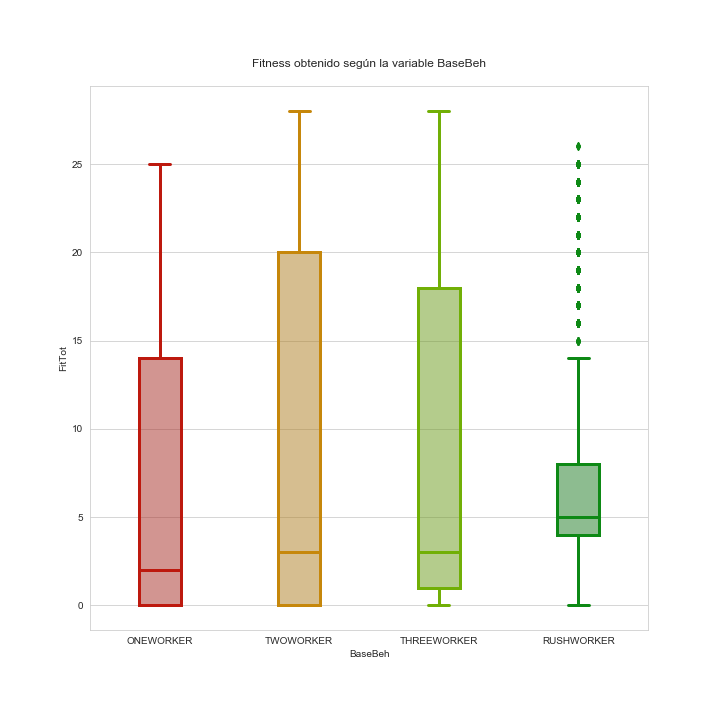 Fitness obtenido según la variable BaseBeh
25
20
15
10
5
0
FitTot
ONEWORKER
TWOWORKER
THREEWORKER
RUSHWORKER
BaseBeh